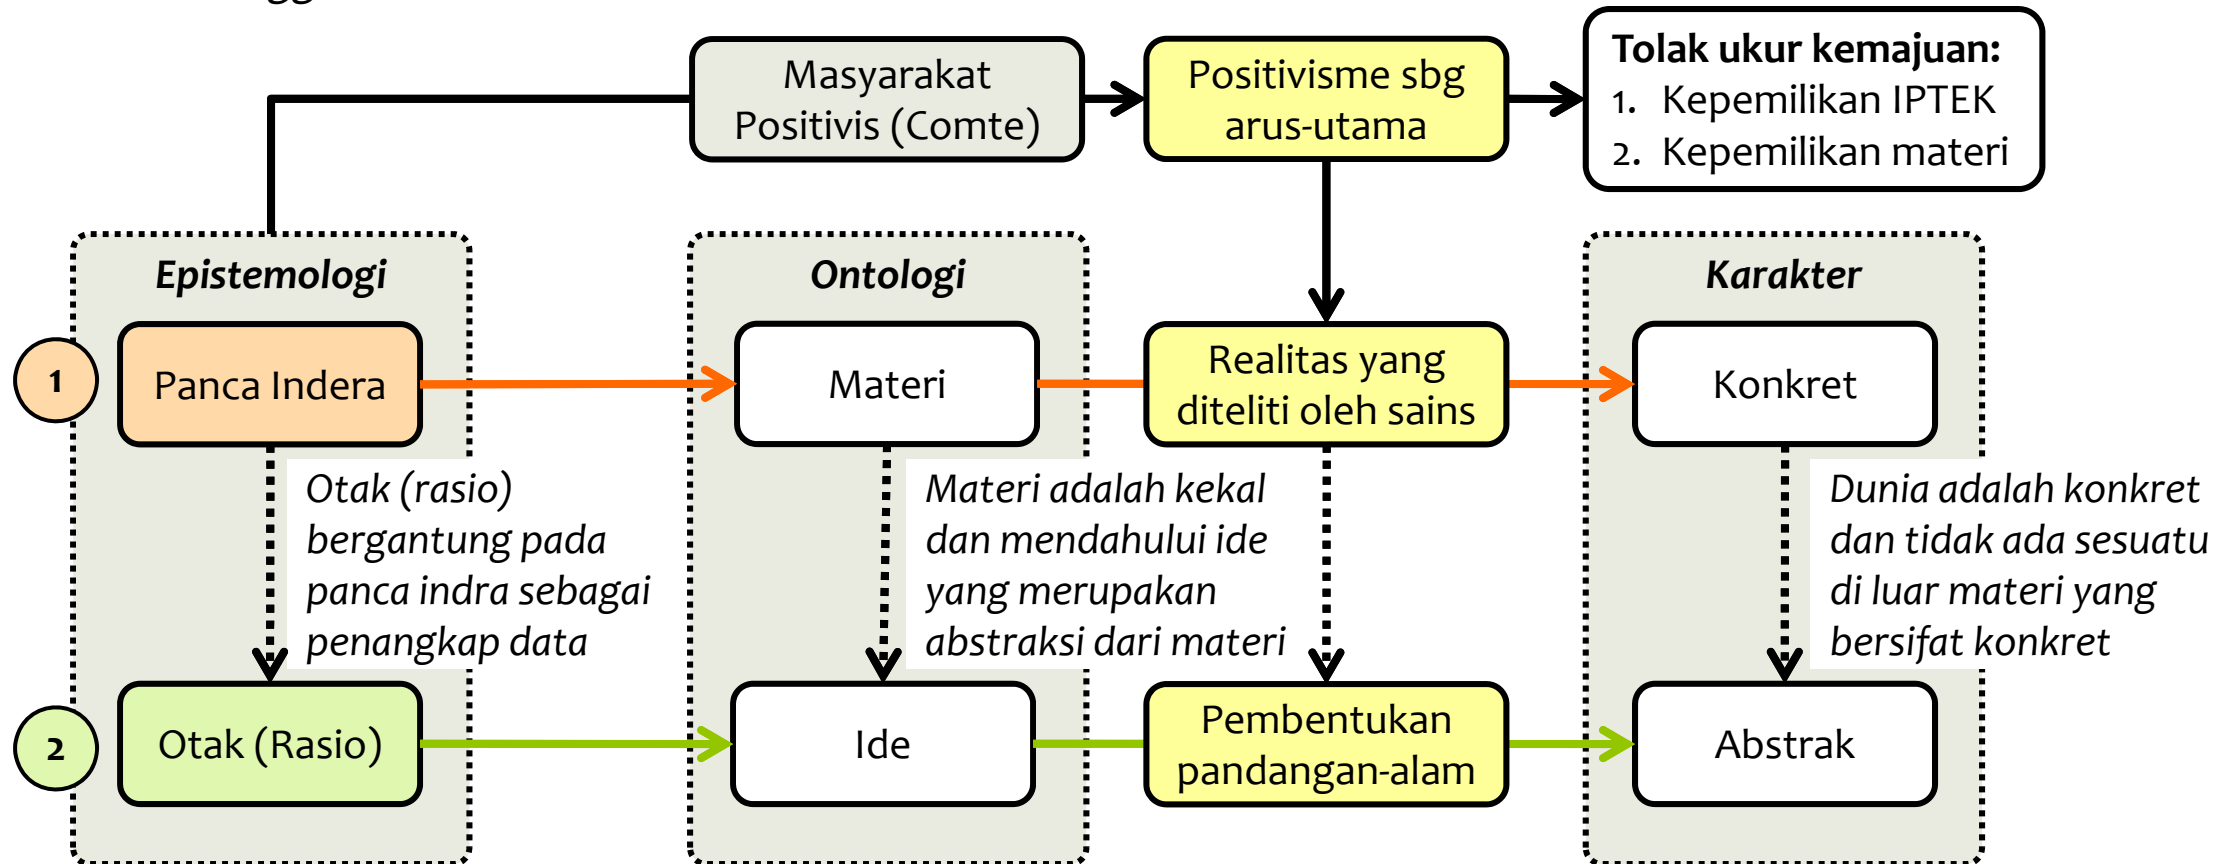 Masyarakat
Positivis (Comte)
Positivisme sbg
arus-utama
Tolak ukur kemajuan:
1. Kepemilikan IPTEK
2. Kepemilikan materi
Epistemologi
Ontologi
Karakter
1
Panca Indera
Materi
Realitas yang
diteliti oleh sains
Konkret
Otak (rasio)
bergantung pada
panca indra sebagai
penangkap data
Materi adalah kekal
dan mendahului ide
yang merupakan
abstraksi dari materi
Dunia adalah konkret
dan tidak ada sesuatu
di luar materi yang
bersifat konkret
2
Otak (Rasio)
Ide
Pembentukan
pandangan-alam
Abstrak